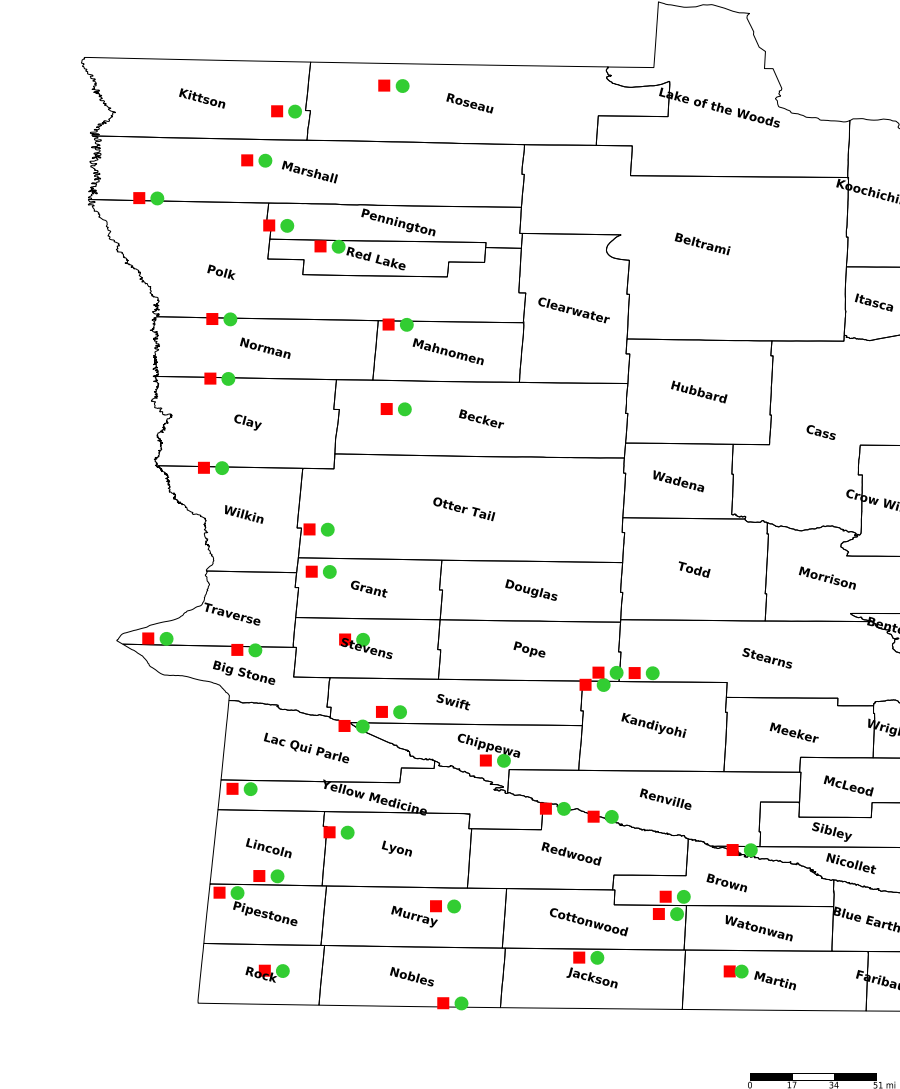 Kittson
Roseau
Lake of the Woods
Marshall
Koochichi
Pennington
Beltrami
Red Lake
Polk
Itasca
Clearwater
Norman
Mahnomen
Hubbard
Clay
Becker
Cass
Wadena
Crow Wi
Otter Tail
Wilkin
Todd
Morrison
Grant
Douglas
Traverse
Bento
Stevens
Pope
Stearns
Big Stone
Swift
Kandiyohi
Meeker
Wrigh
Lac Qui Parle
Chippewa
McLeod
Yellow Medicine
Renville
Sibley
Lincoln
Lyon
Redwood
Nicollet
Brown
Pipestone
Murray
Cottonwood
Watonwan
Blue Earth
Rock
Nobles
Jackson
Martin
Faribau
0 17 34 51 mi